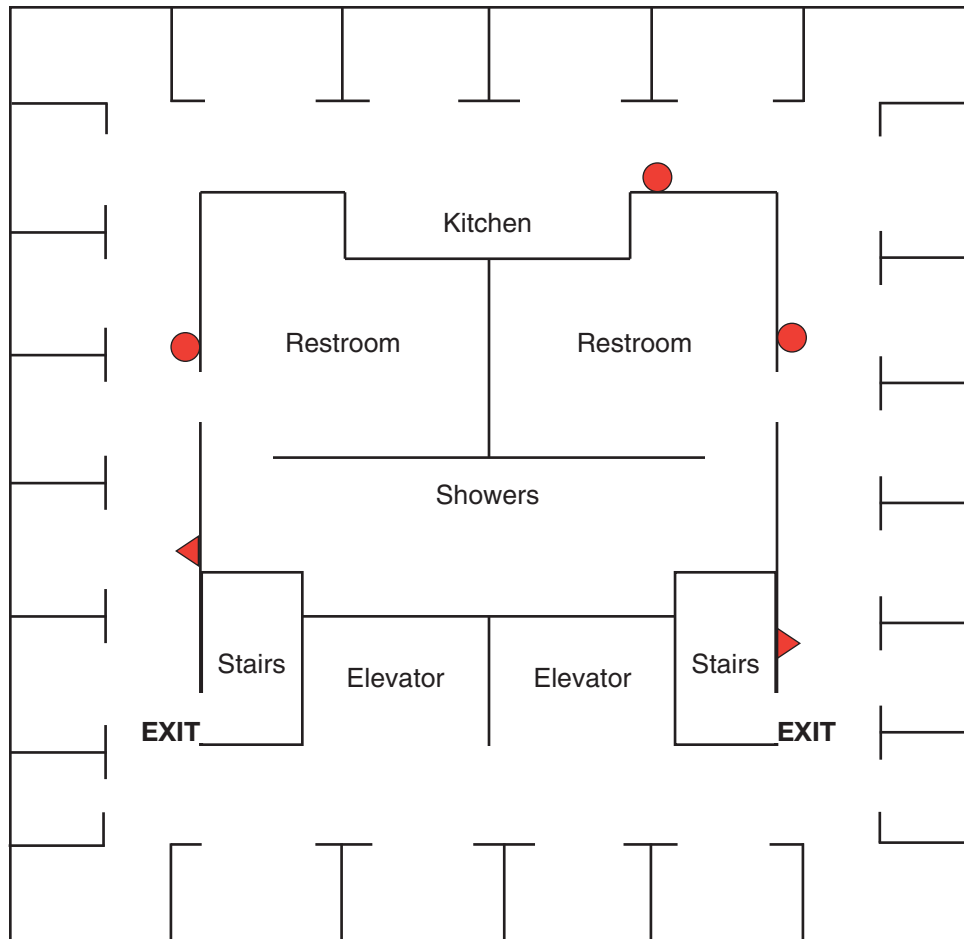 Kitchen
Restroom
Restroom
Showers
Stairs
Elevator
Elevator
Stairs
EXIT
EXIT